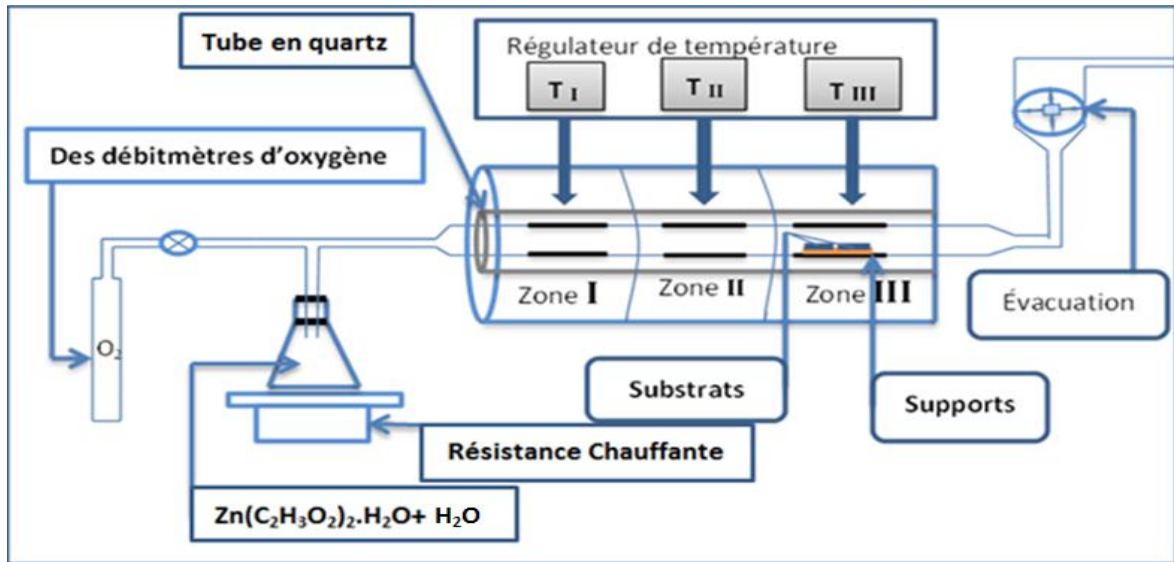 Tube en quartz
Régulateur de température
T I
T II
T III
Des débitmètres d'oxygène
O₂
Zone I
Zone II
Zone III
Évacuation
Substrats
Supports
Résistance Chauffante
Zn(C₂H₃O₂)₂.H₂O+ H₂O